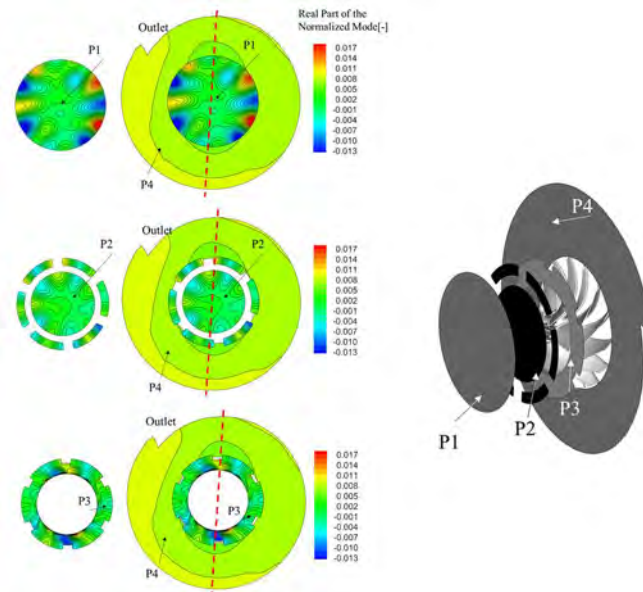 Real Part of the
Normalized Mode[-]
Outlet
P1
P1
P4
0.017
0.014
0.011
0.008
0.005
0.002
-0.001
-0.004
-0.007
-0.010
-0.013
Outlet
P2
P2
P4
0.017
0.014
0.011
0.008
0.005
0.002
-0.001
-0.004
-0.007
-0.010
-0.013
Outlet
P3
P3
P4
0.017
0.014
0.011
0.008
0.005
0.002
-0.001
-0.004
-0.007
-0.010
-0.013
P4
P3
P2
P1